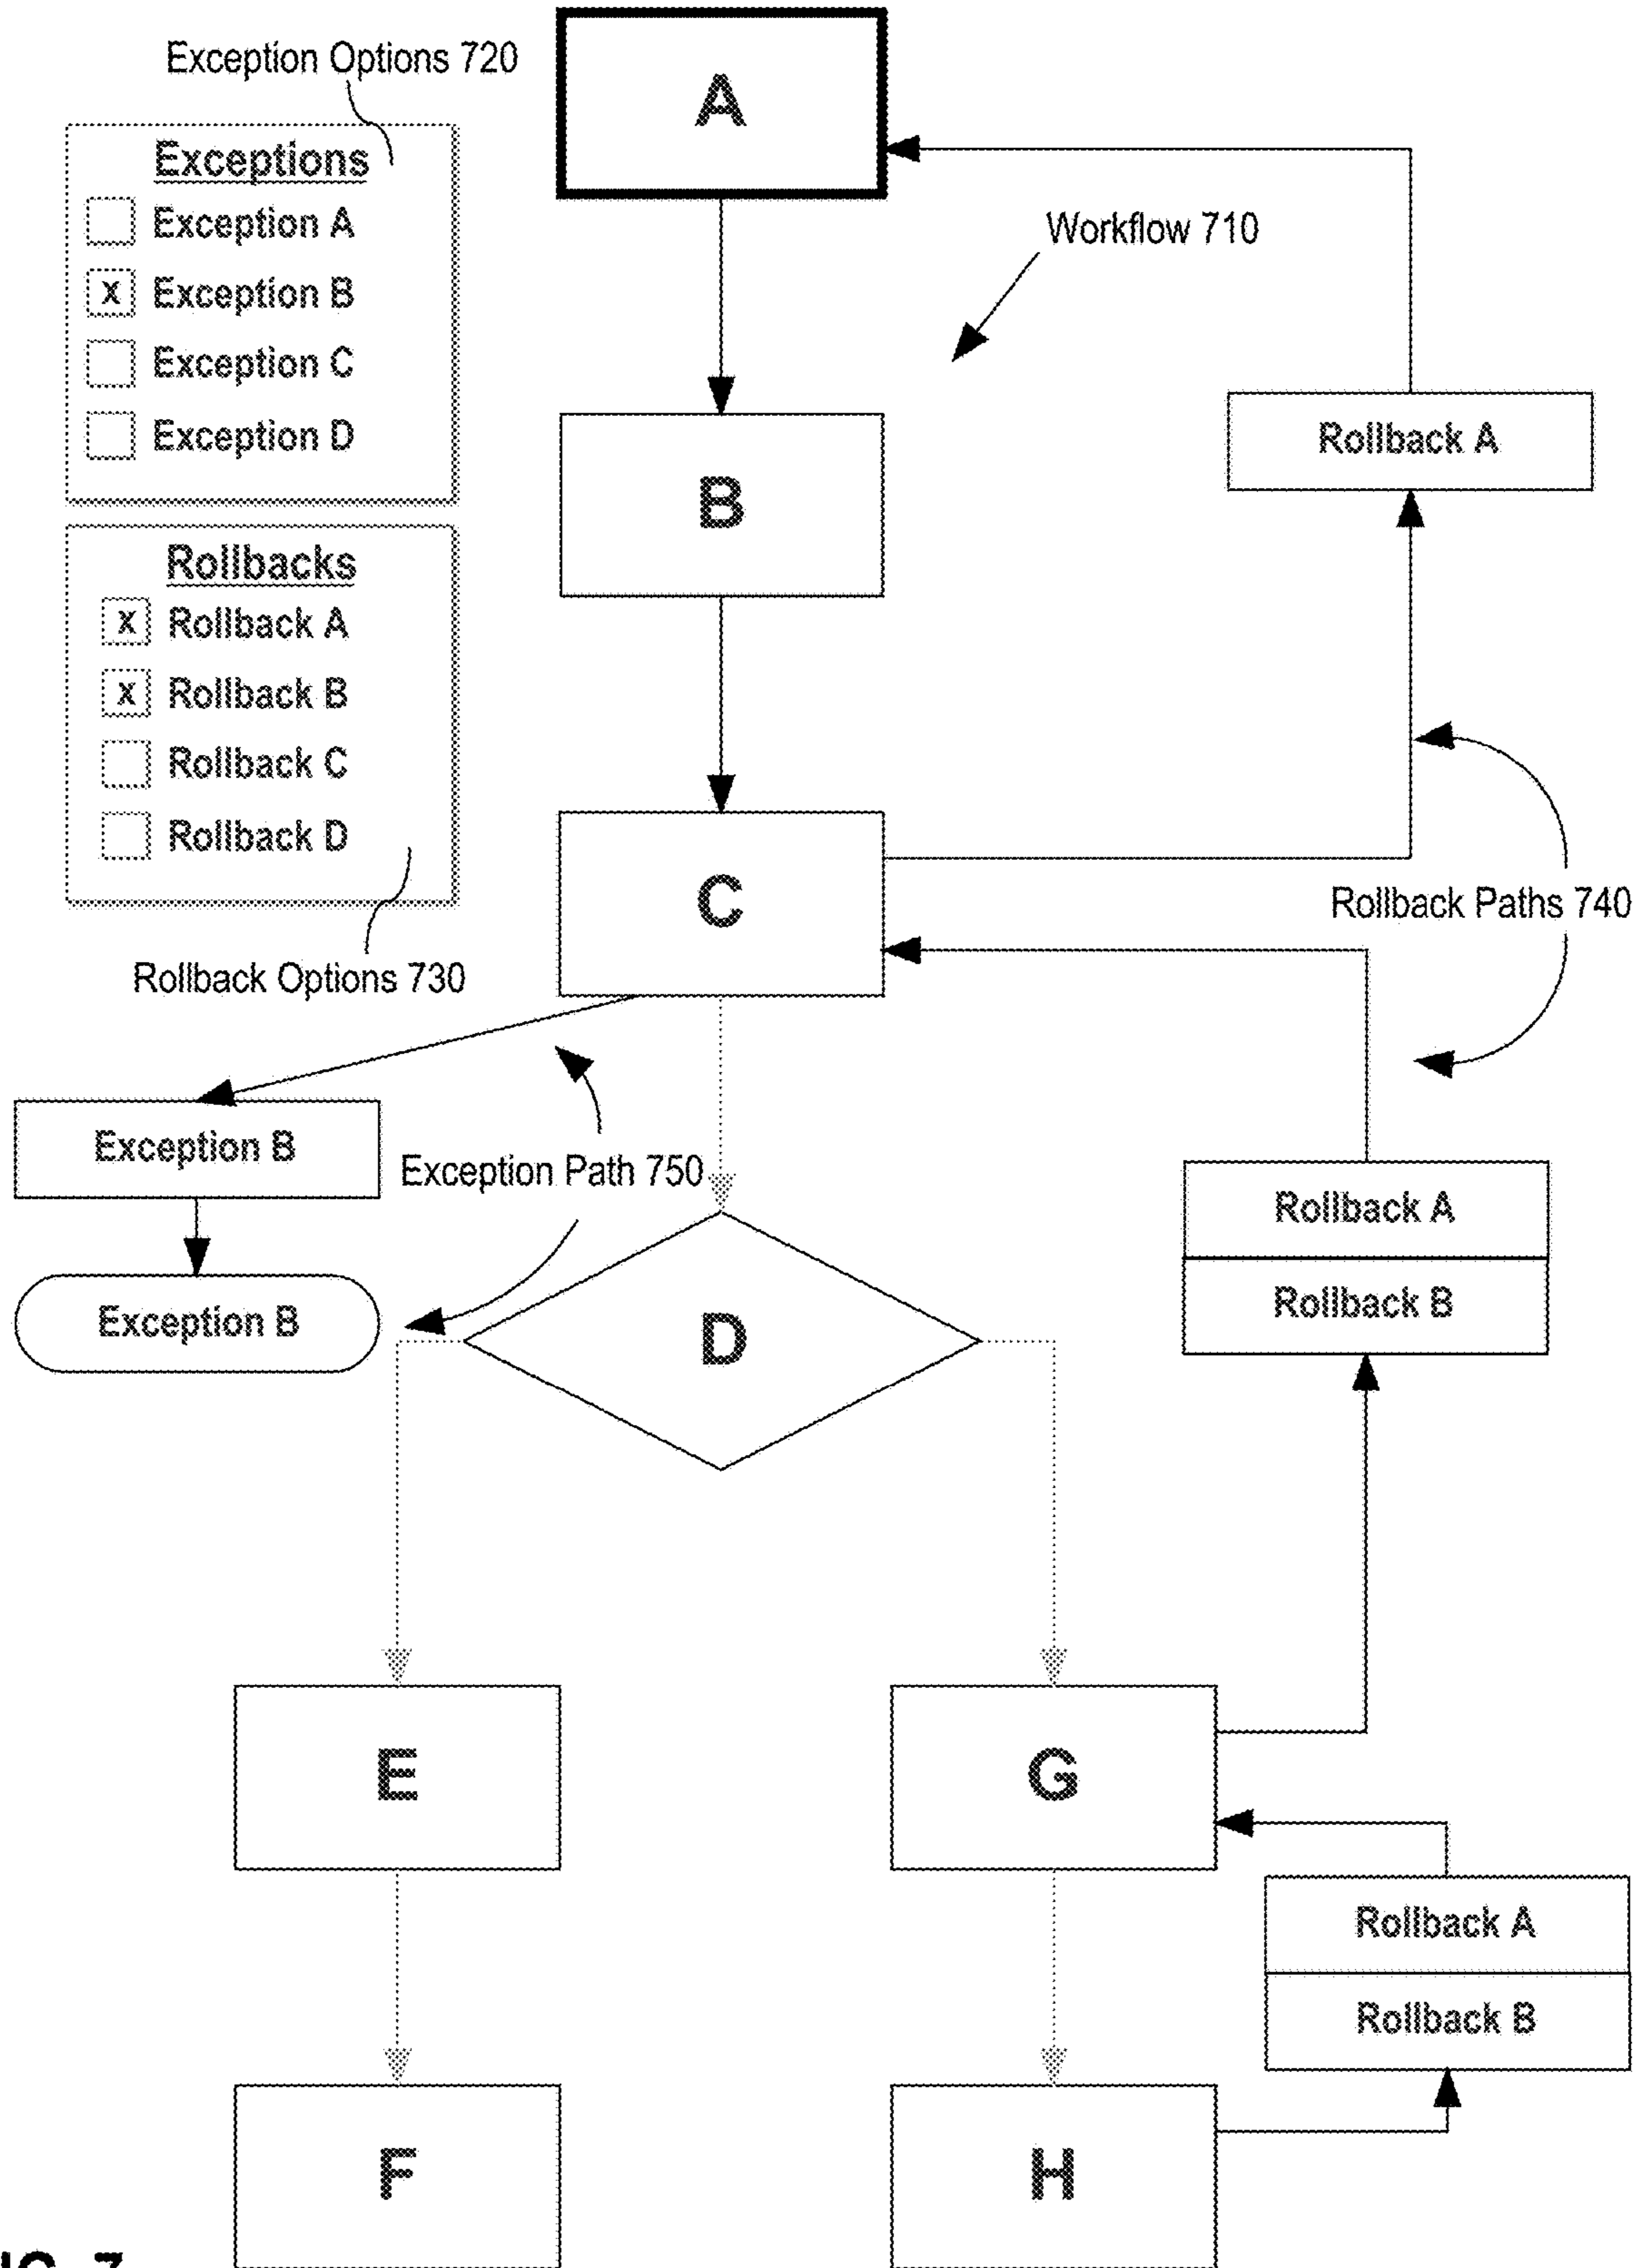 Exception Options 720
Exceptions
Exception A
x Exception B
Exception C
Exception D
Rollbacks
x Rollback A
x Rollback B
Rollback C
Rollback D
Rollback Options 730
A
Workflow 710
B
Rollback A
C
Rollback Paths 740
Exception B
Exception Path 750
Exception B
D
Rollback A
Rollback B
E
G
Rollback A
Rollback B
F
H